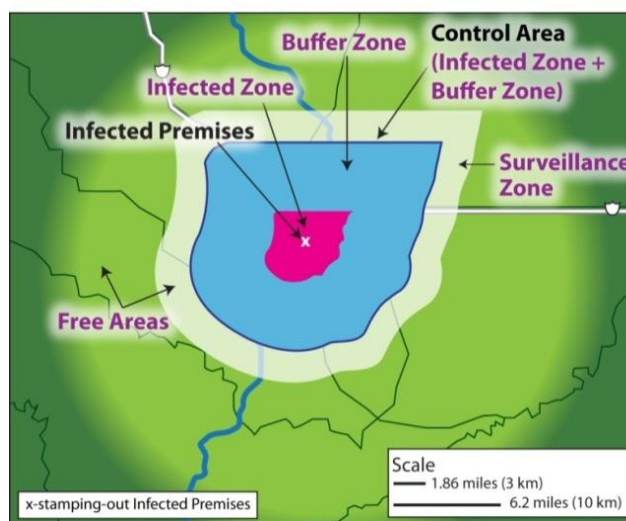 Buffer Zone
Control Area
(Infected Zone +
Buffer Zone)
Infected Zone
Infected Premises
Surveillance
Zone
x
Free Areas
x-stamping-out Infected Premises
Scale
1.86 miles (3 km)
6.2 miles (10 km)